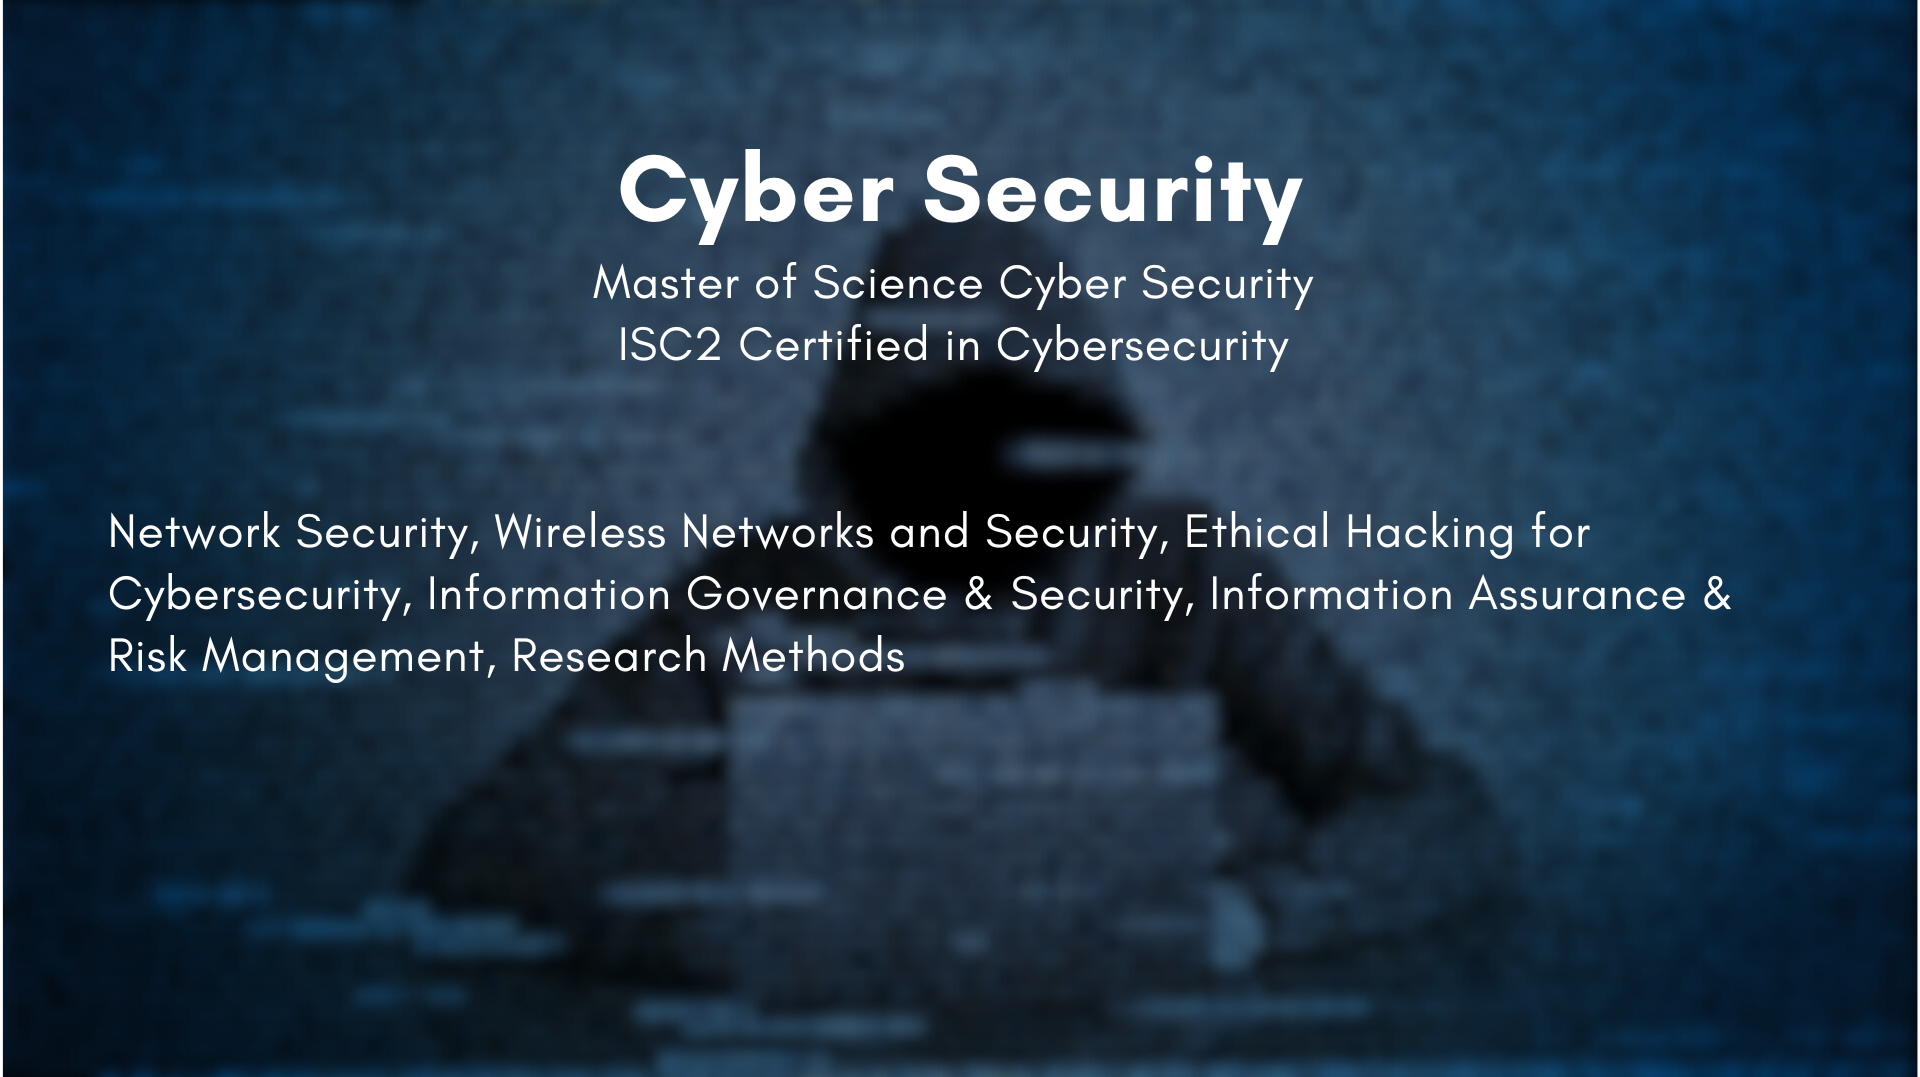 Cyber Security
Master of Science Cyber Security
ISC2 Certified in Cybersecurity
Network Security, Wireless Networks and Security, Ethical Hacking for
Cybersecurity, Information Governance & Security, Information Assurance &
Risk Management, Research Methods